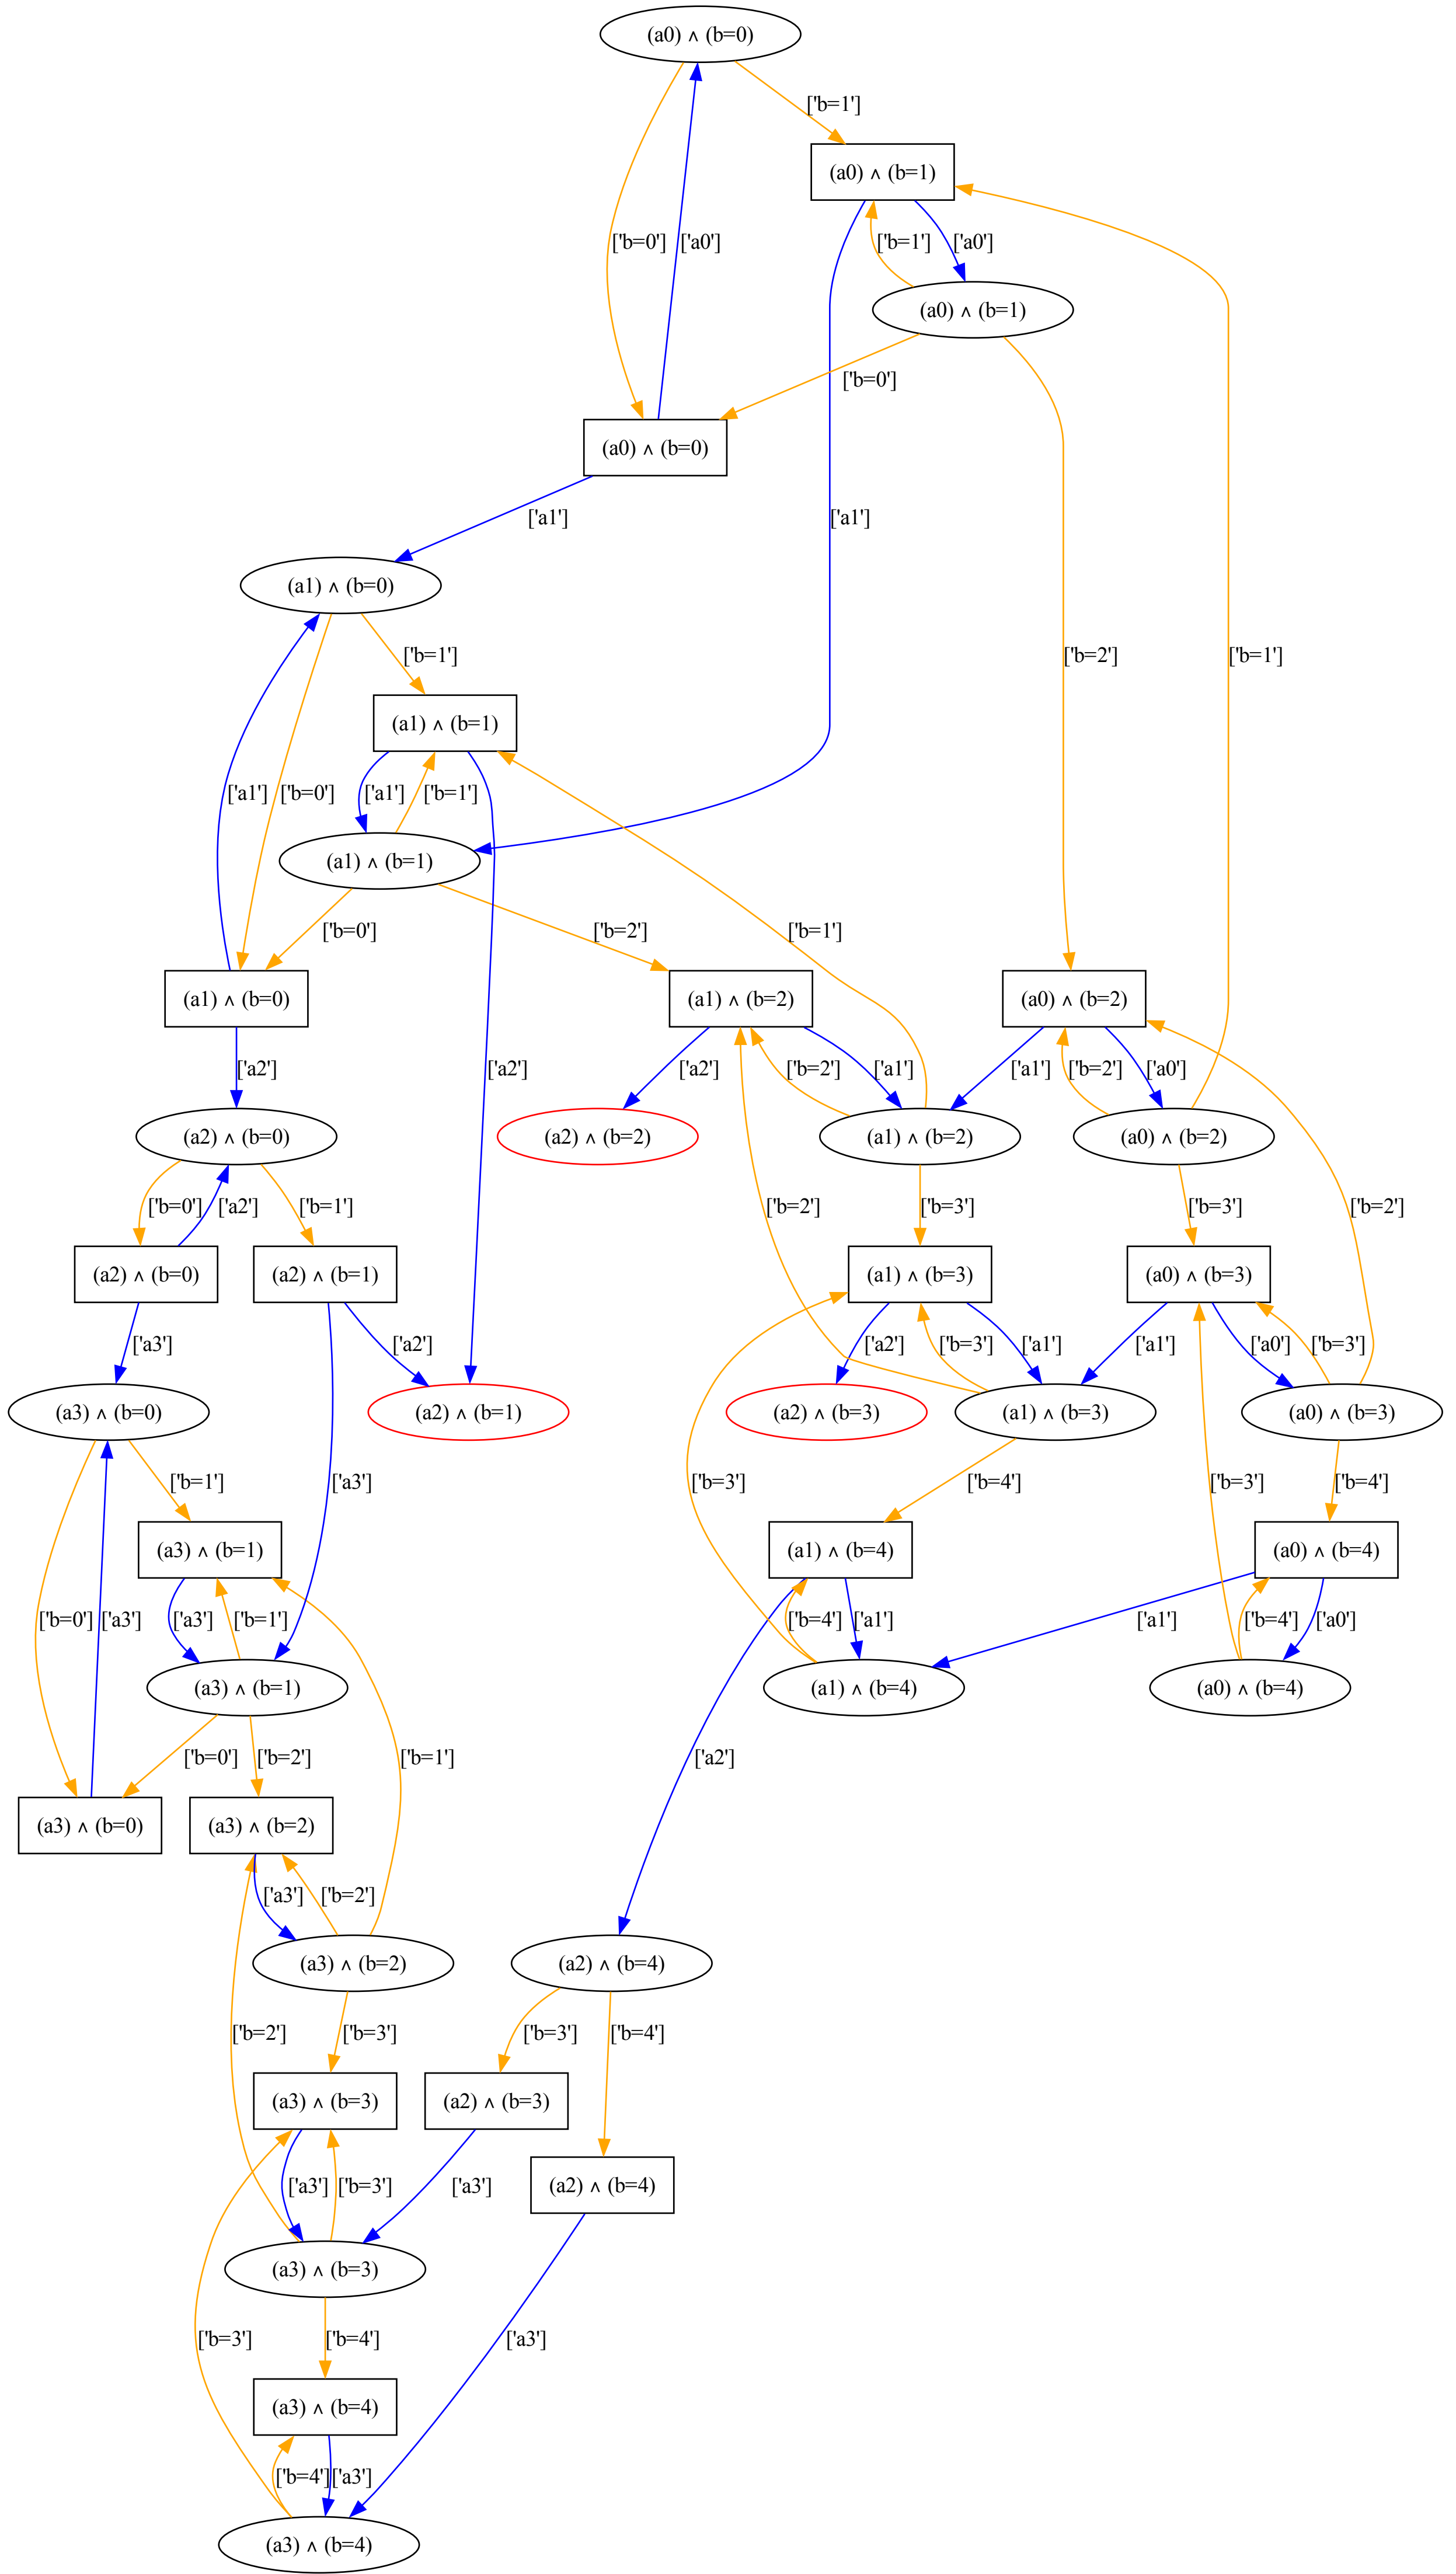 (a0) ∧ (b=0)
['b=1']
(a0) ∧ (b=1)
['b=0']
['a0']
['b=1']
['a0']
(a0) ∧ (b=1)
['b=0']
(a0) ∧ (b=0)
['a1']
['a1']
(a1) ∧ (b=0)
['b=1']
['b=2']
['b=1']
(a1) ∧ (b=1)
['a1']
['b=0']
['a1']
['b=1']
(a1) ∧ (b=1)
['b=0']
['b=2']
['b=1']
(a1) ∧ (b=0)
(a1) ∧ (b=2)
(a0) ∧ (b=2)
['a2']
['a2']
['a2']
['b=2']
['a1']
['a1']
['b=2']
['a0']
(a2) ∧ (b=0)
(a2) ∧ (b=2)
(a1) ∧ (b=2)
(a0) ∧ (b=2)
['b=0']
['a2']
['b=1']
['b=2']
['b=3']
['b=3']
['b=2']
(a2) ∧ (b=0)
(a2) ∧ (b=1)
(a1) ∧ (b=3)
(a0) ∧ (b=3)
['a3']
['a2']
['a2']
['b=3']
['a1']
['a1']
['a0']
['b=3']
(a3) ∧ (b=0)
(a2) ∧ (b=1)
(a2) ∧ (b=3)
(a1) ∧ (b=3)
(a0) ∧ (b=3)
['b=1']
['a3']
['b=3']
['b=4']
['b=3']
['b=4']
(a3) ∧ (b=1)
(a1) ∧ (b=4)
(a0) ∧ (b=4)
['b=0']
['a3']
['a3']
['b=1']
['b=4']
['a1']
['a1']
['b=4']
['a0']
(a3) ∧ (b=1)
(a1) ∧ (b=4)
(a0) ∧ (b=4)
['b=0']
['b=2']
['b=1']
['a2']
(a3) ∧ (b=0)
(a3) ∧ (b=2)
['a3']
['b=2']
(a3) ∧ (b=2)
(a2) ∧ (b=4)
['b=2']
['b=3']
['b=3']
['b=4']
(a3) ∧ (b=3)
(a2) ∧ (b=3)
['a3']
['b=3']
['a3']
(a2) ∧ (b=4)
(a3) ∧ (b=3)
['b=3']
['b=4']
['a3']
(a3) ∧ (b=4)
['b=4']
['a3']
(a3) ∧ (b=4)